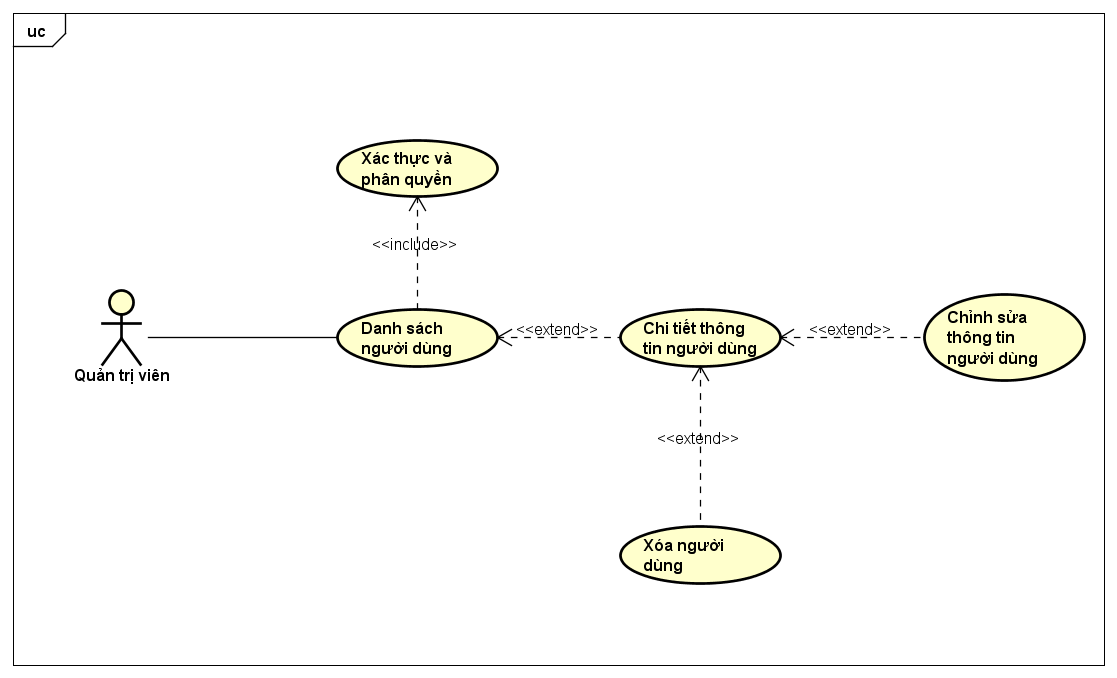 uc
Xác thực và
phân quyền
<<include>>
Danh sách
người dùng
<<extend>>
Chi tiết thông
tin người dùng
<<extend>>
Chỉnh sửa
thông tin
người dùng
Quản trị viên
<<extend>>
Xóa người
dùng